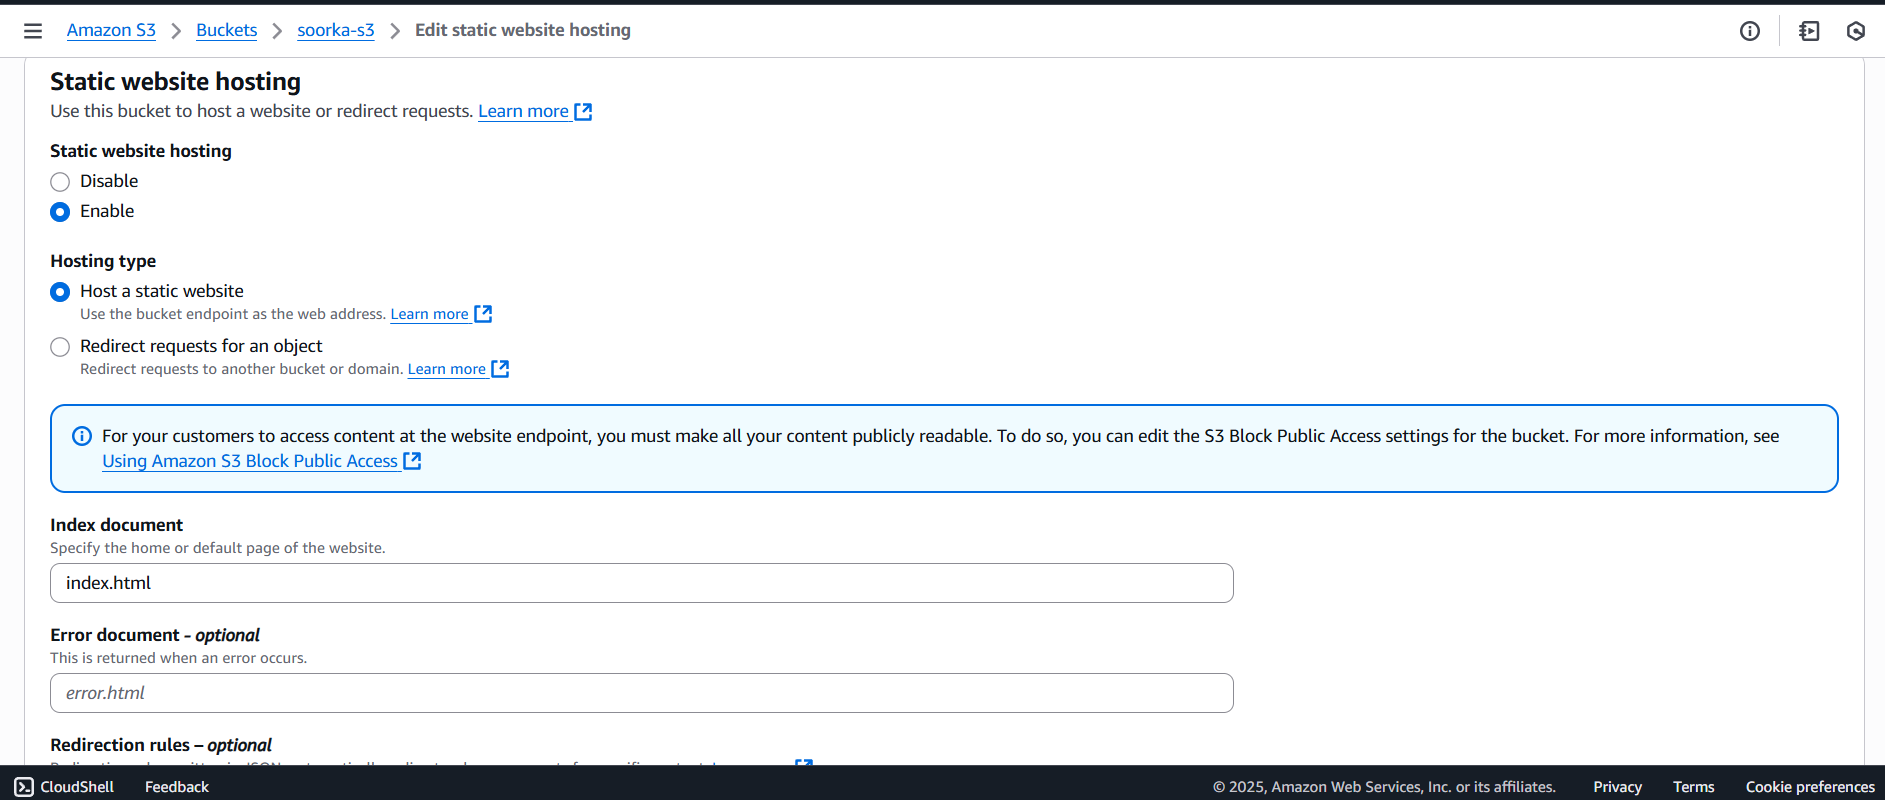 Amazon S3 > Buckets > soorka-s3 > Edit static website hosting
Static website hosting
Use this bucket to host a website or redirect requests. Learn more
Static website hosting
Disable
Enable
Hosting type
Host a static website
Use the bucket endpoint as the web address. Learn more
Redirect requests for an object
Redirect requests to another bucket or domain. Learn more
For your customers to access content at the website endpoint, you must make all your content publicly readable. To do so, you can edit the S3 Block Public Access settings for the bucket. For more information, see
Using Amazon S3 Block Public Access
Index document
Specify the home or default page of the website.
index.html
Error document - optional
This is returned when an error occurs.
error.html
Redirection rules – optional
CloudShell Feedback © 2025, Amazon Web Services, Inc. or its affiliates. Privacy Terms Cookie preferences